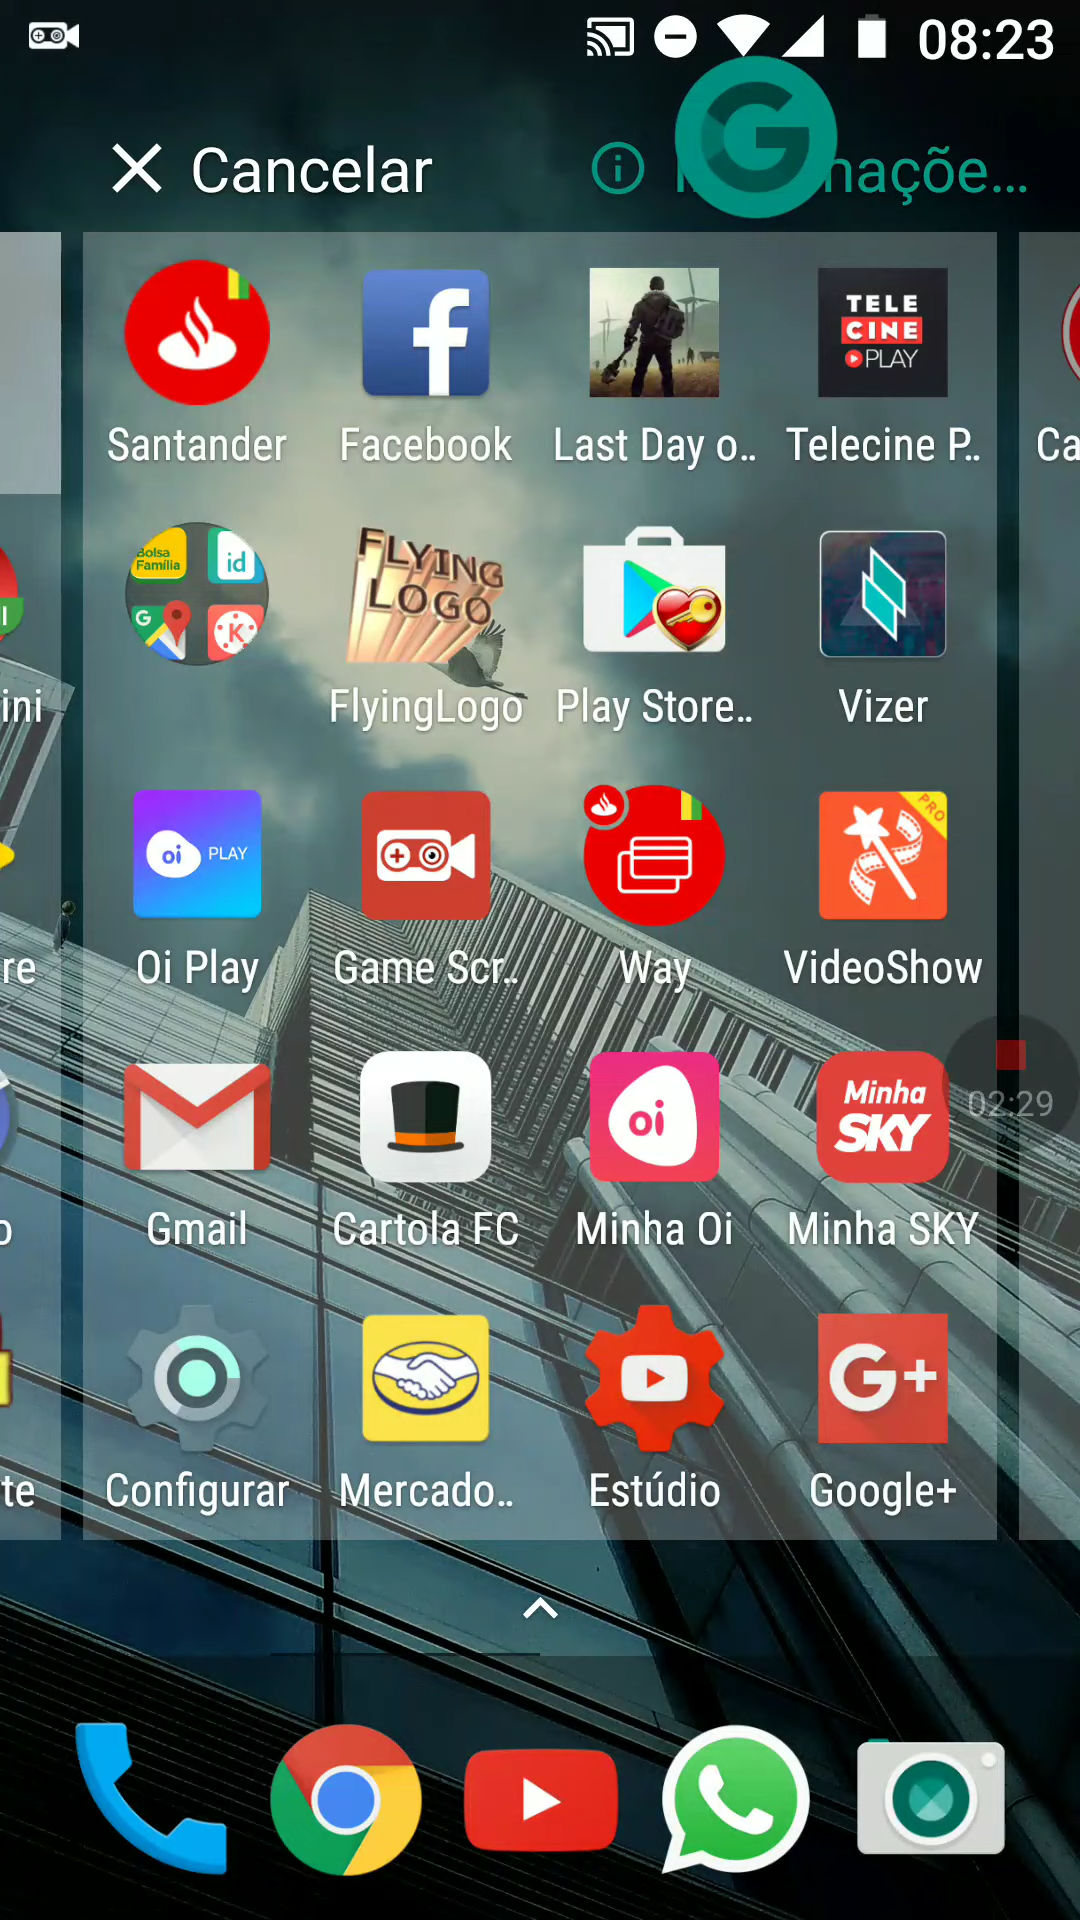 08:23
Cancelar
naçõe...
TELE
CINE
PLAY
Santander
Facebook
Last Day o..
Telecine P..
Ca
Bolsa
Família
id
G
K
FLYING
LOGO
ini
FlyingLogo
Play Store..
Vizer
oi PLAY
PRO
re
Oi Play
Game Scr..
Way
VideoShow
oi
Minha
SKY
02:29
o
Gmail
Cartola FC
Minha Oi
Minha SKY
G+
te
Configurar
Mercado..
Estúdio
Google+